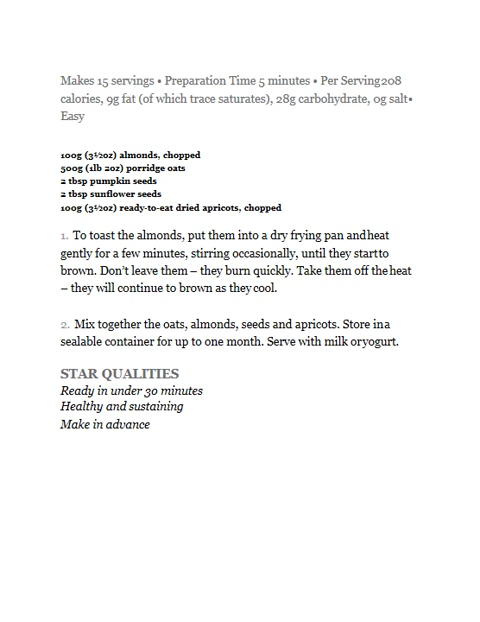 Makes 15 servings • Preparation Time 5 minutes • Per Serving208
calories, 9g fat (of which trace saturates), 28g carbohydrate, 0g salt•
Easy
100g (3½oz) almonds, chopped
500g (1lb 2oz) porridge oats
2 tbsp pumpkin seeds
2 tbsp sunflower seeds
100g (3½oz) ready-to-eat dried apricots, chopped
1. To toast the almonds, put them into a dry frying pan andheat
gently for a few minutes, stirring occasionally, until they startto
brown. Don’t leave them – they burn quickly. Take them off theheat
– they will continue to brown as theycool.
2. Mix together the oats, almonds, seeds and apricots. Store ina
sealable container for up to one month. Serve with milk oryogurt.
STAR QUALITIES
Ready in under 30 minutes
Healthy and sustaining
Make in advance